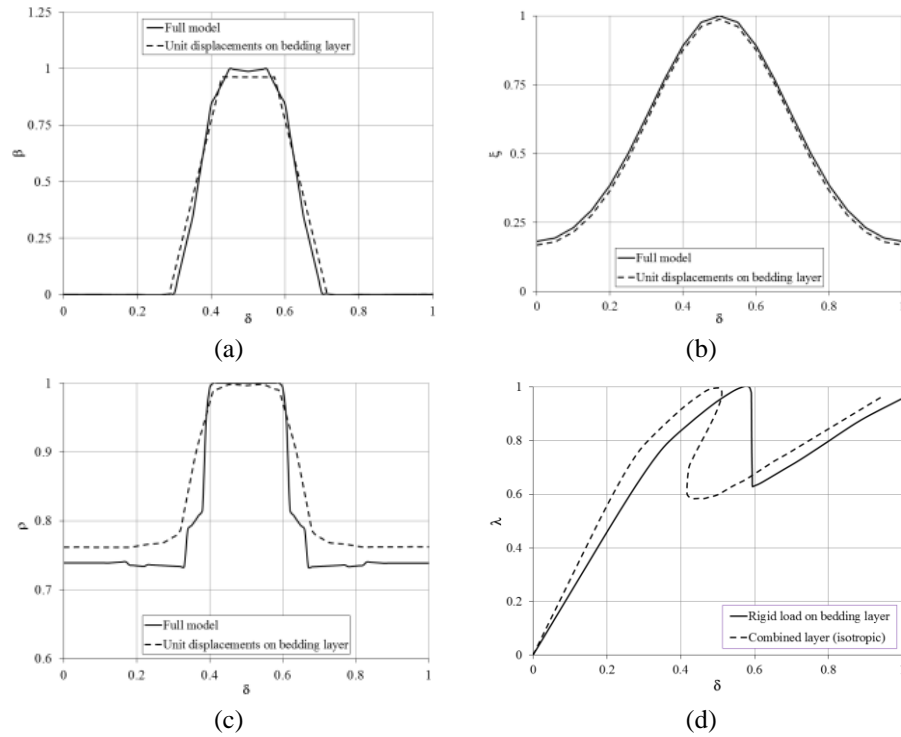 (a)
1.25
1
0.75
0.5
0.25
0
β
Full model
Unit displacements on bedding layer
0
0.2
0.4
0.6
0.8
1
δ
(a)
1
0.75
0.5
0.25
0
ξ
Full model
Unit displacements on bedding layer
0
0.2
0.4
0.6
0.8
1
δ
(b)
1
0.9
0.8
0.7
0.6
ρ
Full model
Unit displacements on bedding layer
0
0.2
0.4
0.6
0.8
1
δ
(c)
1
0.8
0.6
0.4
0.2
0
λ
Rigid load on bedding layer
Combined layer (isotropic)
0
0.2
0.4
0.6
0.8
1
δ
(d)